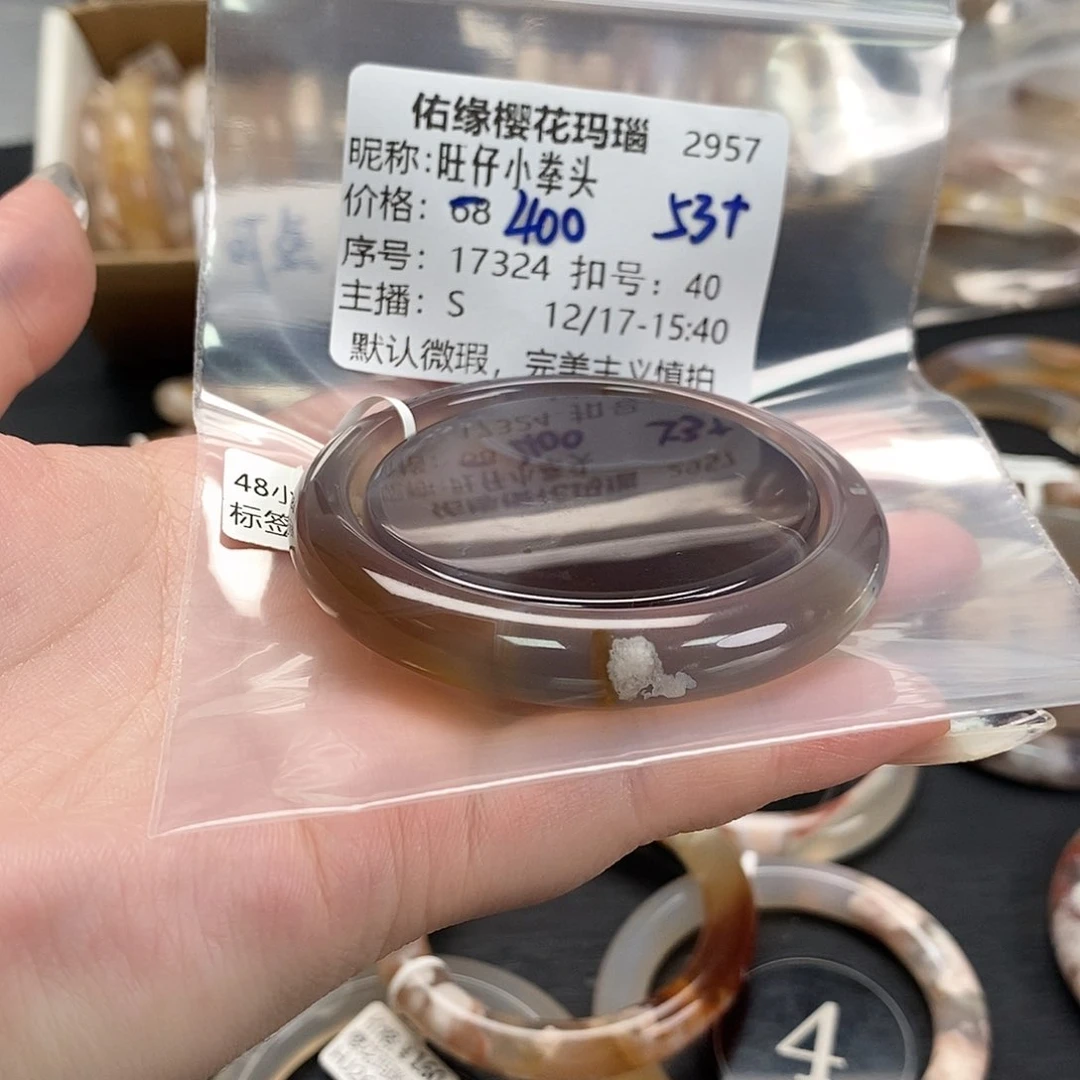 佑缘樱花玛瑙 2957
昵称:旺仔小拳头
价格: 68 400 53+
序号: 17324 扣号: 40
主播: S 12/17-15:40
默认微瑕，完美主义慎拍
48小
标签
4